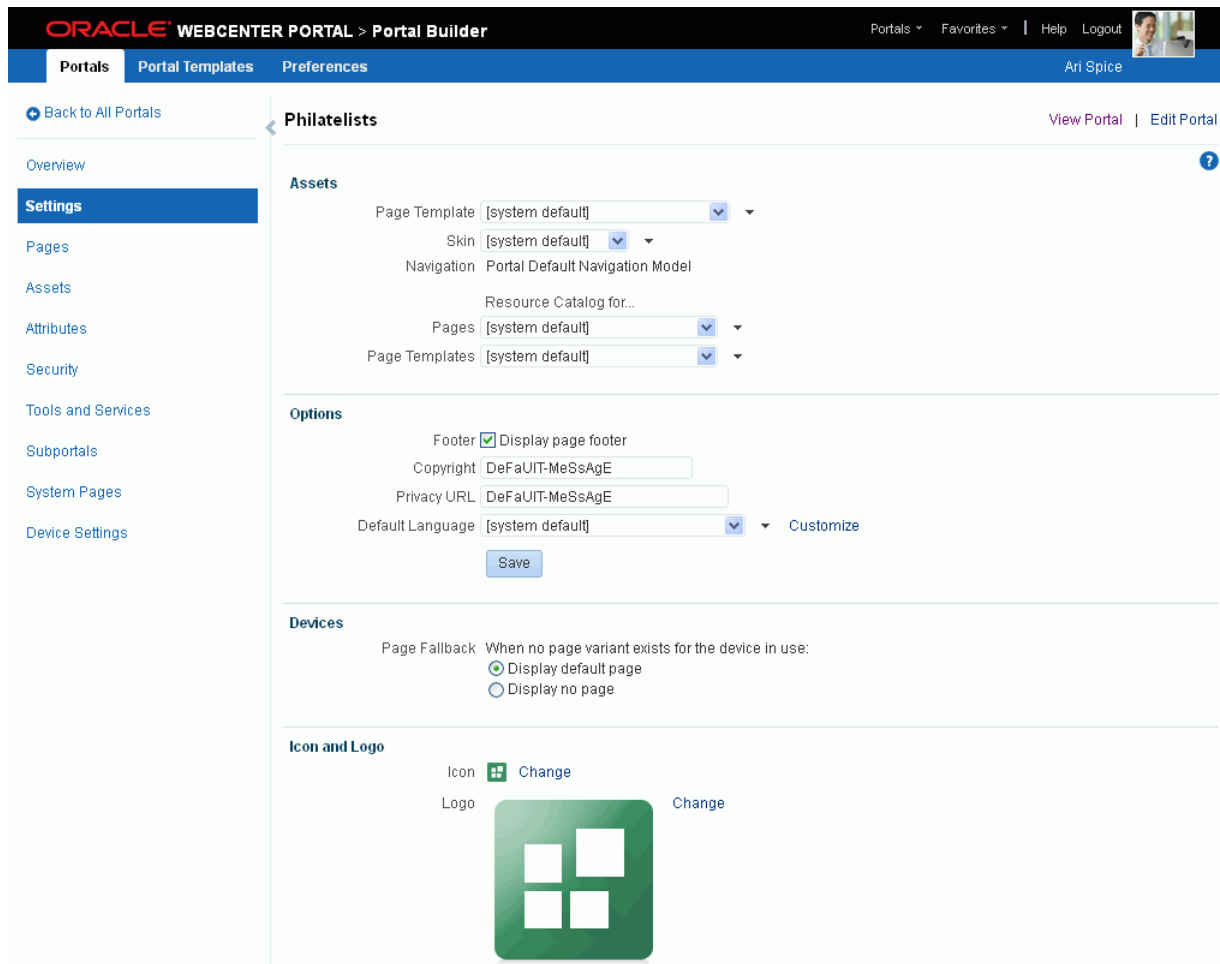 ORACLE WEBCENTER PORTAL > Portal Builder
Portals Favorites | Help Logout
Portals Portal Templates Preferences
Ari Spice
Back to All Portals
Overview
Settings
Pages
Assets
Attributes
Security
Tools and Services
Subportals
System Pages
Device Settings
Philatelists
View Portal | Edit Portal
?
Assets
Page Template [system default]
Skin [system default]
Navigation Portal Default Navigation Model
Resource Catalog for...
Pages [system default]
Page Templates [system default]
Options
Footer Display page footer
Copyright DeFaUlT-MeSsAgE
Privacy URL DeFaUlT-MeSsAgE
Default Language [system default] Customize
Save
Devices
Page Fallback When no page variant exists for the device in use:
Display default page
Display no page
Icon and Logo
Icon Change
Logo Change